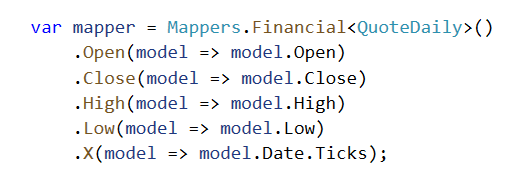 var mapper = Mappers.Financial<QuoteDaily>()
    .Open(model => model.Open)
    .Close(model => model.Close)
    .High(model => model.High)
    .Low(model => model.Low)
    .X(model => model.Date.Ticks);